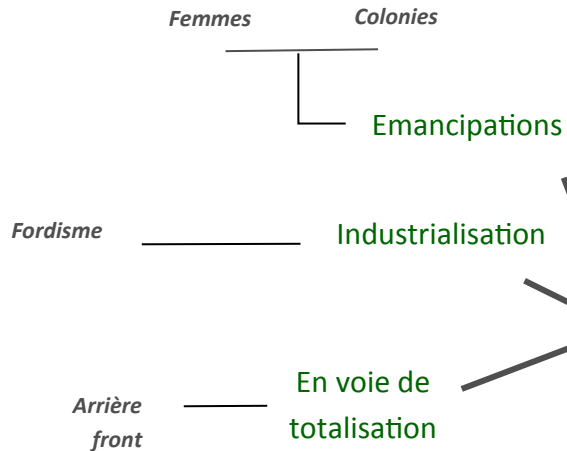 Femmes
Colonies
Emancipations
Fordisme
Industrialisation
Arrière
front
En voie de
totalisation